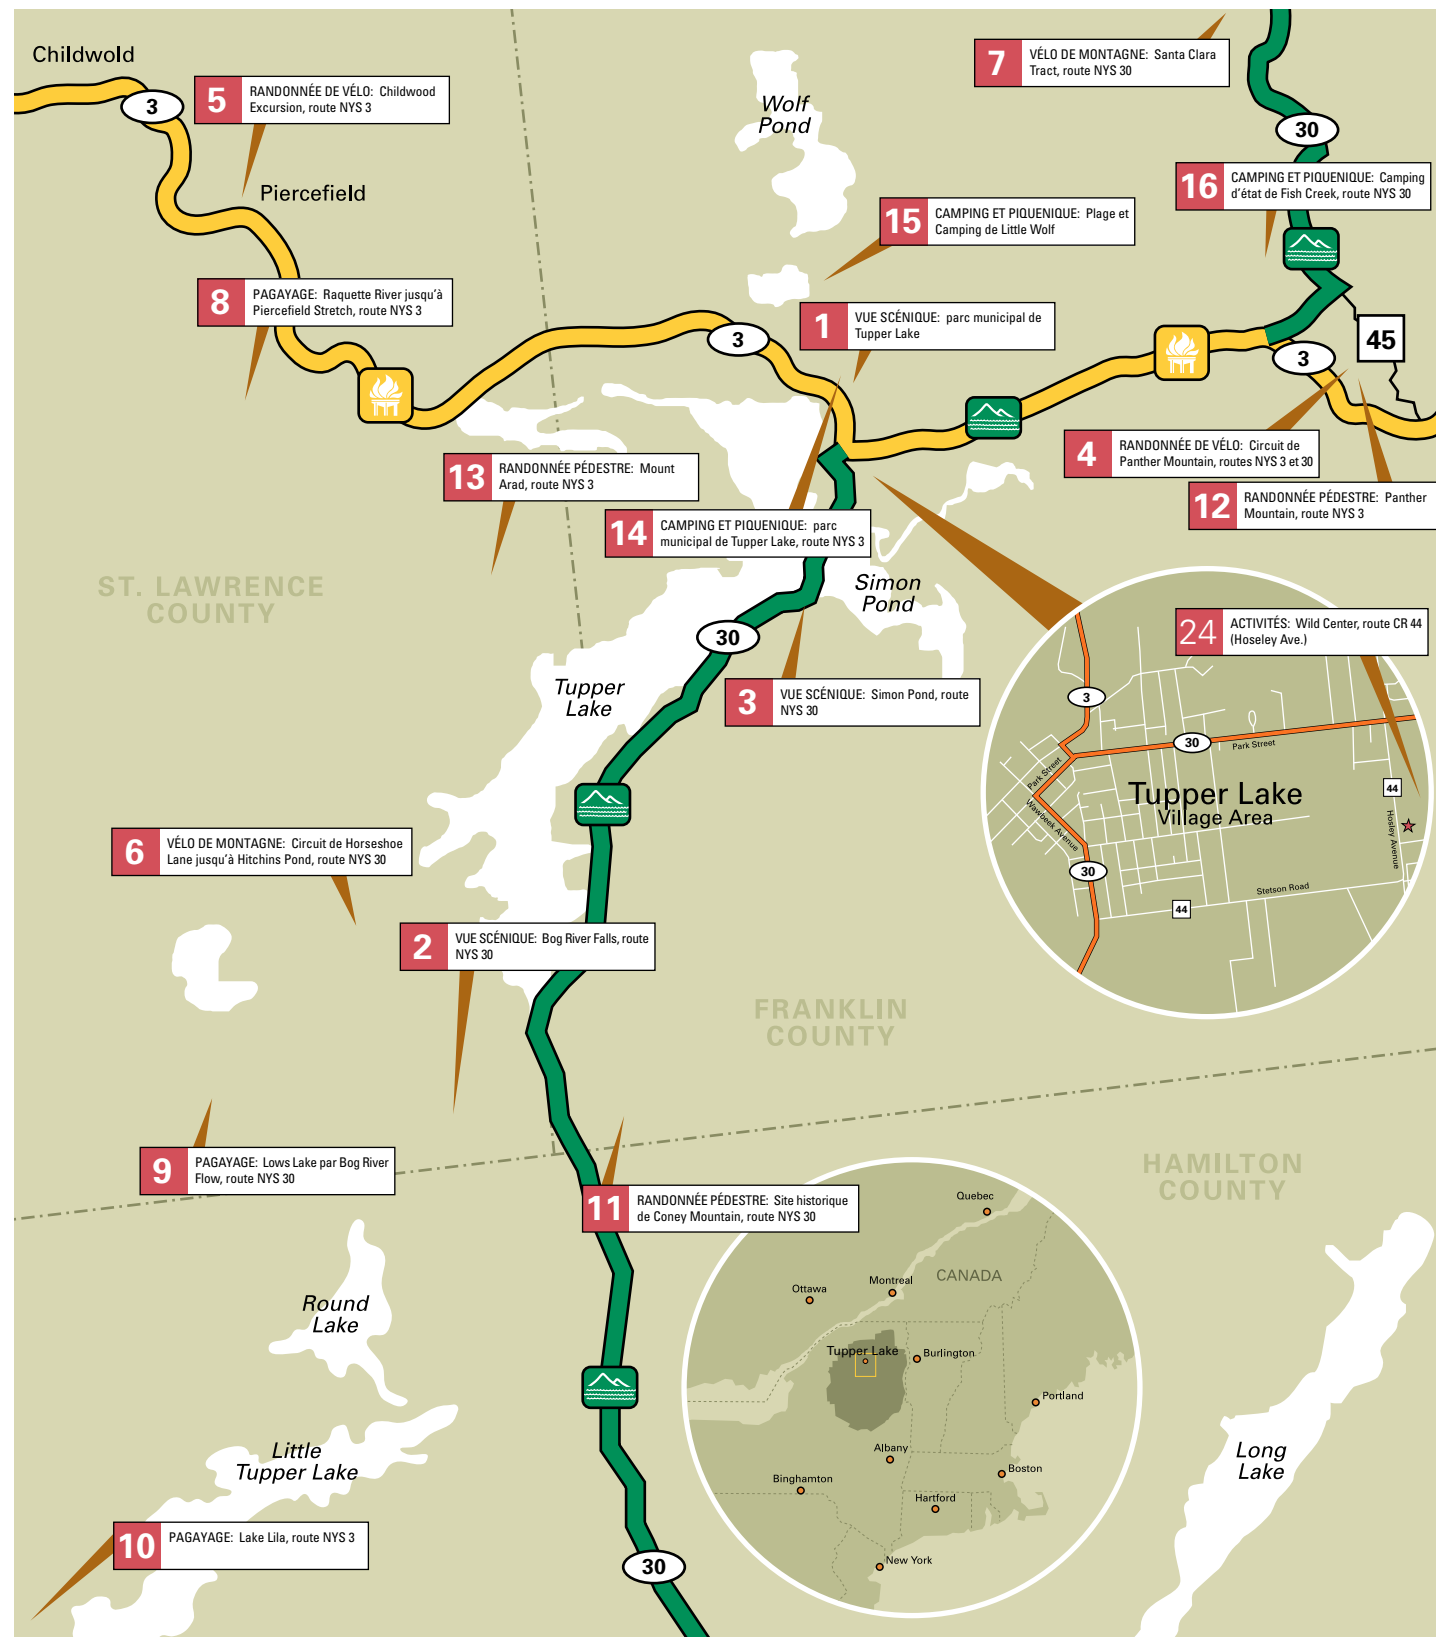 Childwold
3
5
RANDONNÉE DE VÉLO: Childwood
Excursion, route NYS 3
Piercefield
7
VÉLO DE MONTAGNE: Santa Clara
Tract, route NYS 30
Wolf
Pond
30
16
CAMPING ET PIQUENIQUE: Camping
d'état de Fish Creek, route NYS 30
15
CAMPING ET PIQUENIQUE: Plage et
Camping de Little Wolf
8
PAGAYAGE: Raquette River jusqu'à
Piercefield Stretch, route NYS 3
1
VUE SCÉNIQUE: parc municipal de
Tupper Lake
3
3
45
4
RANDONNÉE DE VÉLO: Circuit de
Panther Mountain, routes NYS 3 et 30
13
RANDONNÉE PÉDESTRE: Mount
Arad, route NYS 3
12
RANDONNÉE PÉDESTRE: Panther
Mountain, route NYS 3
14
CAMPING ET PIQUENIQUE: parc
municipal de Tupper Lake, route NYS 3
ST. LAWRENCE
COUNTY
Simon
Pond
30
24
ACTIVITÉS: Wild Center, route CR 44
(Hoseley Ave.)
Tupper
Lake
3
VUE SCÉNIQUE: Simon Pond, route
NYS 30
3
30
Park Street
Park Street
Wawbeek Avenue
Tupper Lake
Village Area
44
Hosley Avenue
30
Stetson Road
44
6
VÉLO DE MONTAGNE: Circuit de Horseshoe
Lane jusqu'à Hitchins Pond, route NYS 30
2
VUE SCÉNIQUE: Bog River Falls, route
NYS 30
FRANKLIN
COUNTY
9
PAGAYAGE: Lows Lake par Bog River
Flow, route NYS 30
HAMILTON
COUNTY
11
RANDONNÉE PÉDESTRE: Site historique
de Coney Mountain, route NYS 30
Quebec
CANADA
Montreal
Ottawa
Tupper Lake
Burlington
Portland
Albany
Boston
Binghamton
Hartford
New York
Round
Lake
Little
Tupper Lake
Long
Lake
10
PAGAYAGE: Lake Lila, route NYS 3
30